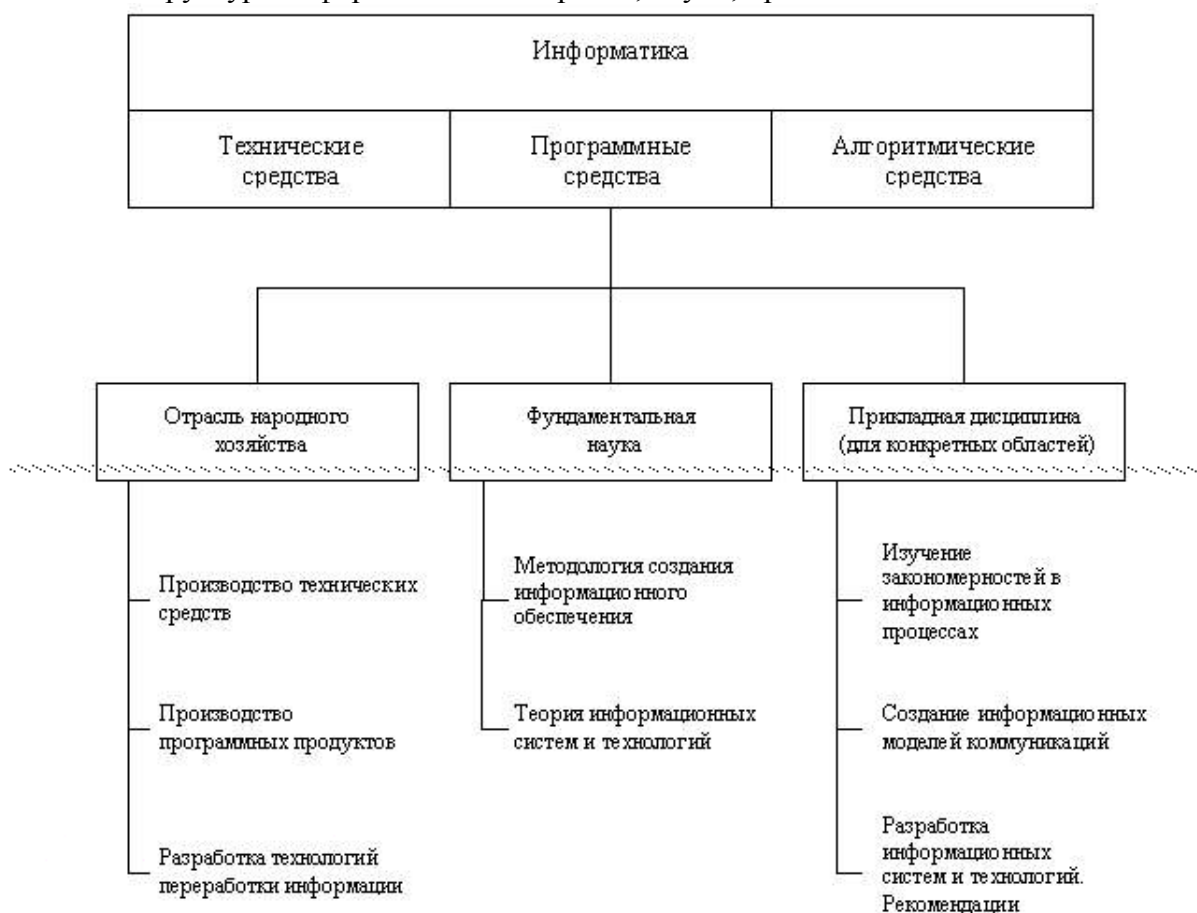 Информатика
Технические
средства
Программные
средства
Алгоритмические
средства
Отрасль народного
хозяйства
Фундаментальная
наука
Прикладная дисциплина
(для конкретных областей)
Производство технических
средств
Производство
программных продуктов
Разработка технологий
переработки информации
Методология создания
информационного
обеспечения
Теория информационных
систем и технологий
Изучение
закономерностей в
информационных
процессах
Создание информационных
моделей коммуникаций
Разработка
информационных
систем и технологий.
Рекомендации